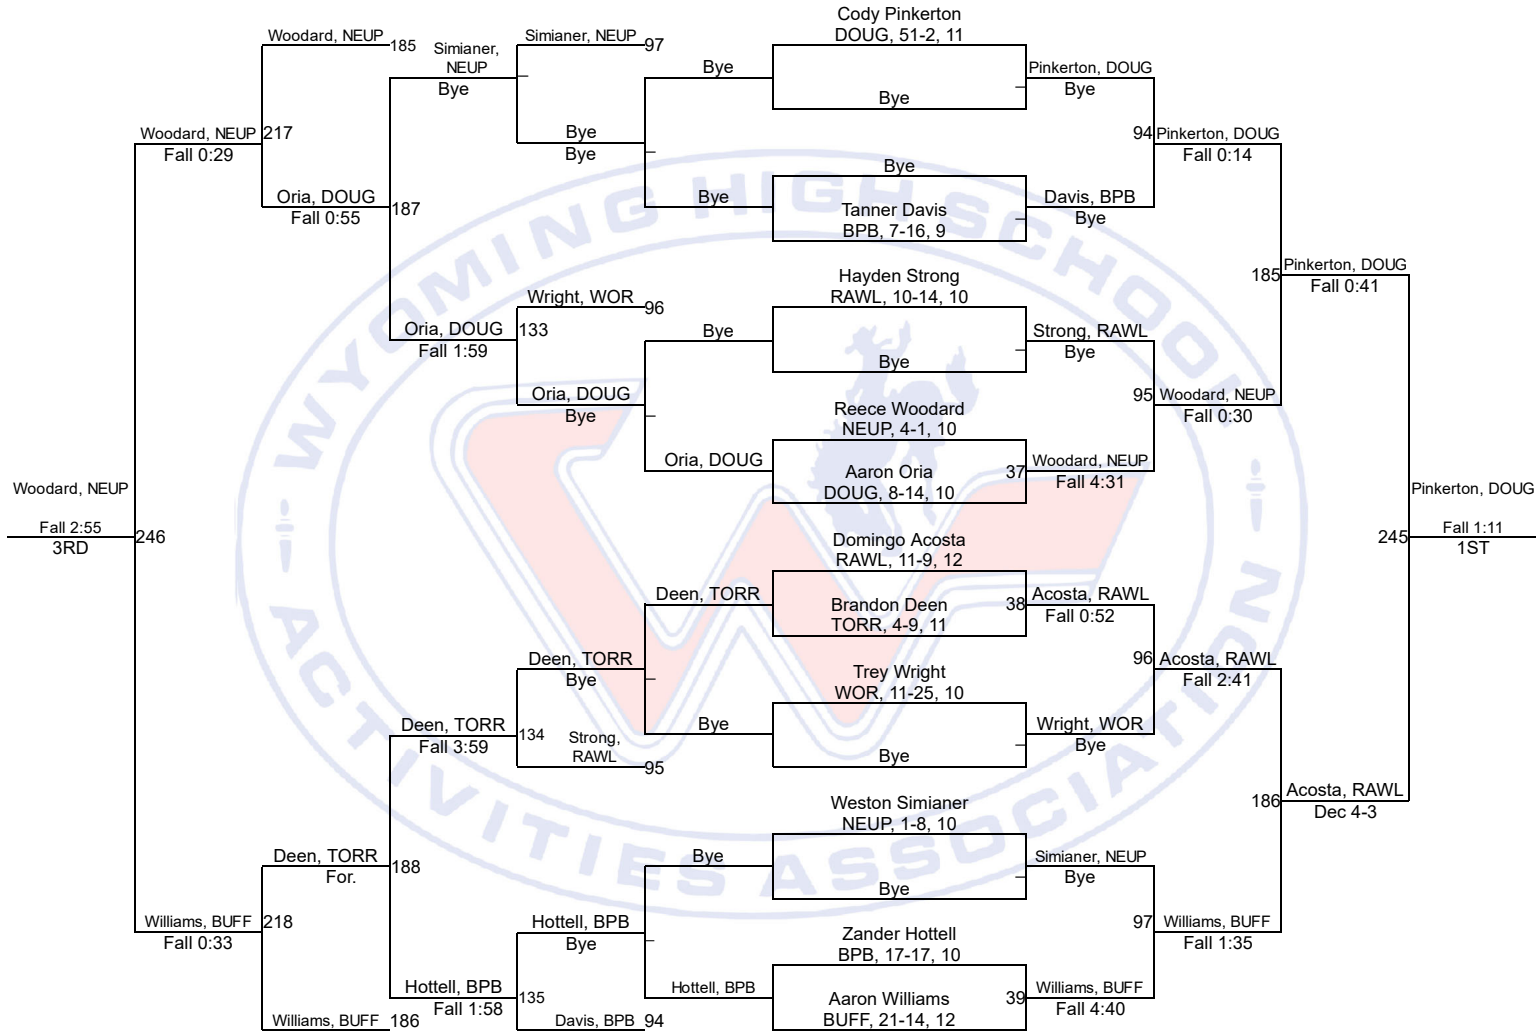 Cody Pinkerton
DOUG, 51-2, 11
Bye
Bye
Tanner Davis
BPB, 7-16, 9
Hayden Strong
RAWL, 10-14, 10
Bye
Reece Woodard
NEUP, 4-1, 10
Aaron Oria
DOUG, 8-14, 10
37
Domingo Acosta
RAWL, 11-9, 12
Brandon Deen
TORR, 4-9, 11
38
Trey Wright
WOR, 11-25, 10
Bye
Weston Simianer
NEUP, 1-8, 10
Bye
Zander Hottell
BPB, 17-17, 10
Aaron Williams
BUFF, 21-14, 12
39
Pinkerton, DOUG
Bye
Davis, BPB
Bye
Strong, RAWL
Bye
Woodard, NEUP
Fall 4:31
Acosta, RAWL
Fall 0:52
Wright, WOR
Bye
Simianer, NEUP
Bye
Williams, BUFF
Fall 4:40
94
Pinkerton, DOUG
Fall 0:14
95
Woodard, NEUP
Fall 0:30
96
Acosta, RAWL
Fall 2:41
97
Williams, BUFF
Fall 1:35
185
Pinkerton, DOUG
Fall 0:41
186
Acosta, RAWL
Dec 4-3
245
Pinkerton, DOUG
Fall 1:11
1ST
Bye
Bye
Bye
Oria, DOUG
Deen, TORR
Bye
Bye
Hottell, BPB
Simianer, NEUP
97
Bye
Bye
Wright, WOR
96
Oria, DOUG
Bye
Deen, TORR
Bye
Strong,
RAWL
95
Hottell, BPB
Bye
Davis, BPB
94
Simianer,
NEUP
Bye
Oria, DOUG
133
Fall 1:59
Deen, TORR
134
Fall 3:59
Hottell, BPB
135
Fall 1:58
Woodard, NEUP
185
Oria, DOUG
187
Fall 0:55
Deen, TORR
188
For.
Williams, BUFF
186
Woodard, NEUP
217
Fall 0:29
Williams, BUFF
218
Fall 0:33
Woodard, NEUP
246
Fall 2:55
3RD
WYOMING HIGH SCHOOL
ACTIVITIES ASSOCIATION